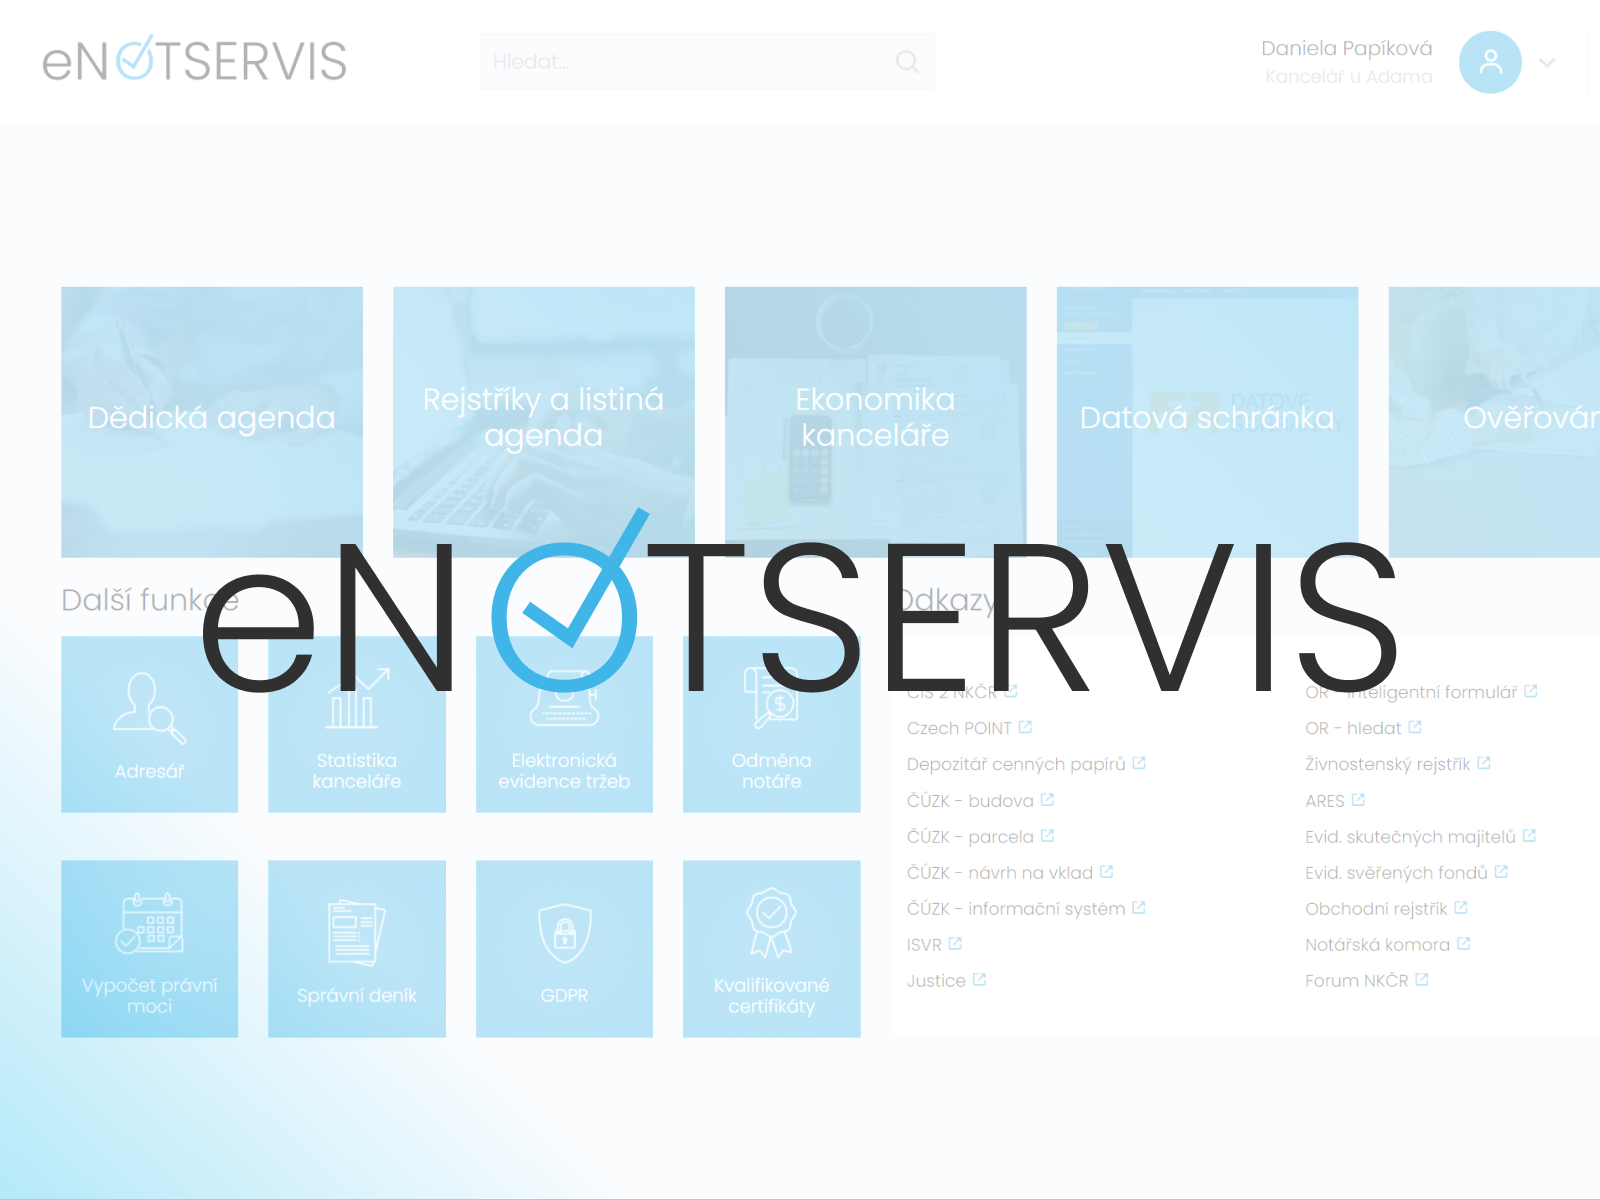 eNOTSERVIS
Hledat...
Daniela Papíková
Kancelář u Adama
Dědická agenda
Rejstříky a listiná
agenda
Ekonomika
kanceláře
DATOVÉ
Datová schránka
Ověřován
eNOTSERVIS
Další funkce
Odkazy
Adresář
Statistika
kanceláře
Elektronická
evidence tržeb
Odměna
notáře
Vypočet právní
moci
Správní deník
GDPR
Kvalifikované
certifikáty
CIS 2 NKČR
Czech POINT
Depozitář cenných papírů
ČÚZK - budova
ČÚZK - parcela
ČÚZK - návrh na vklad
ČÚZK - informační systém
ISVR
Justice
OR - inteligentní formulář
OR - hledat
Živnostenský rejstřík
ARES
Evid. skutečných majitelů
Evid. svěřených fondů
Obchodní rejstřík
Notářská komora
Forum NKČR